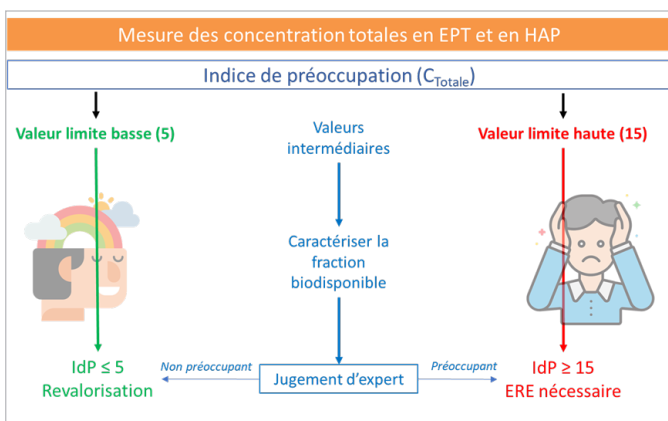 Mesure des concentration totales en EPT et en HAP
Indice de préoccupation (CTotale)
Valeur limite basse (5)
Valeurs
intermédiaires
Valeur limite haute (15)
Caractériser la
fraction
biodisponible
IdP ≤ 5
Revalorisation
Non préoccupant
Jugement d'expert
Préoccupant
IdP ≥ 15
ERE nécessaire